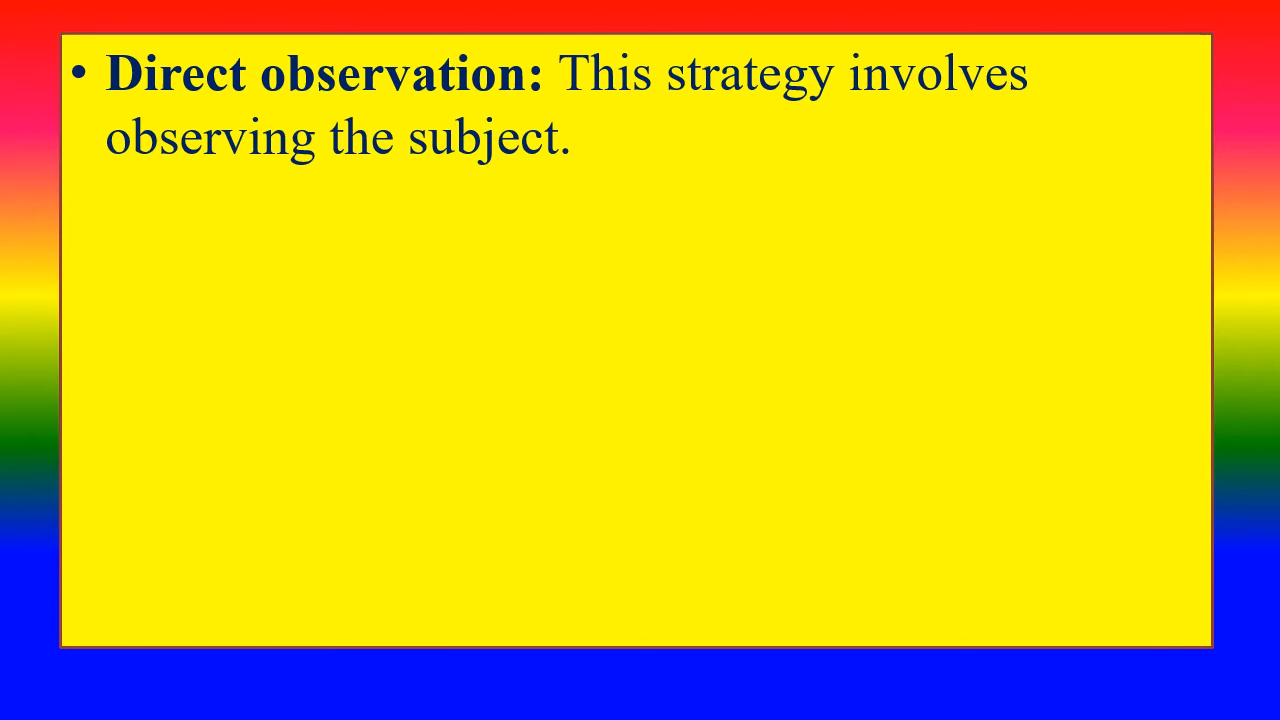 • Direct observation: This strategy involves
observing the subject.